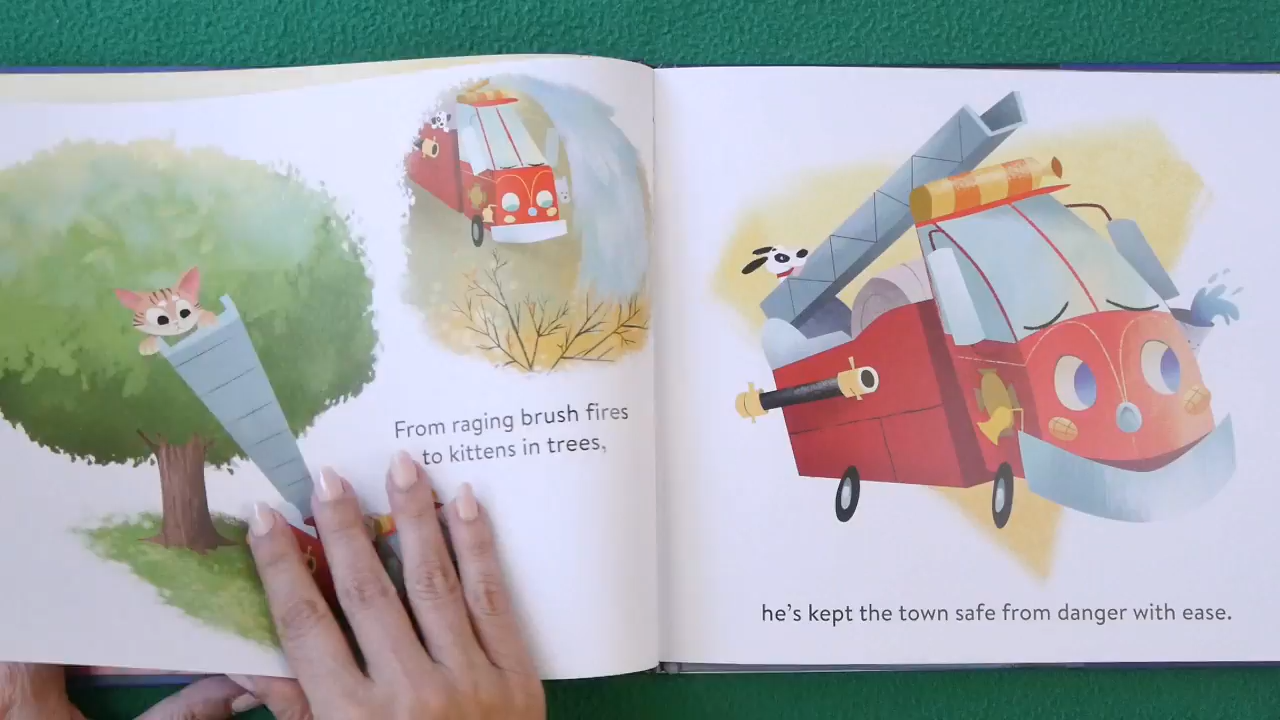 From raging brush fires
to kittens in trees,
he's kept the town safe from danger with ease.